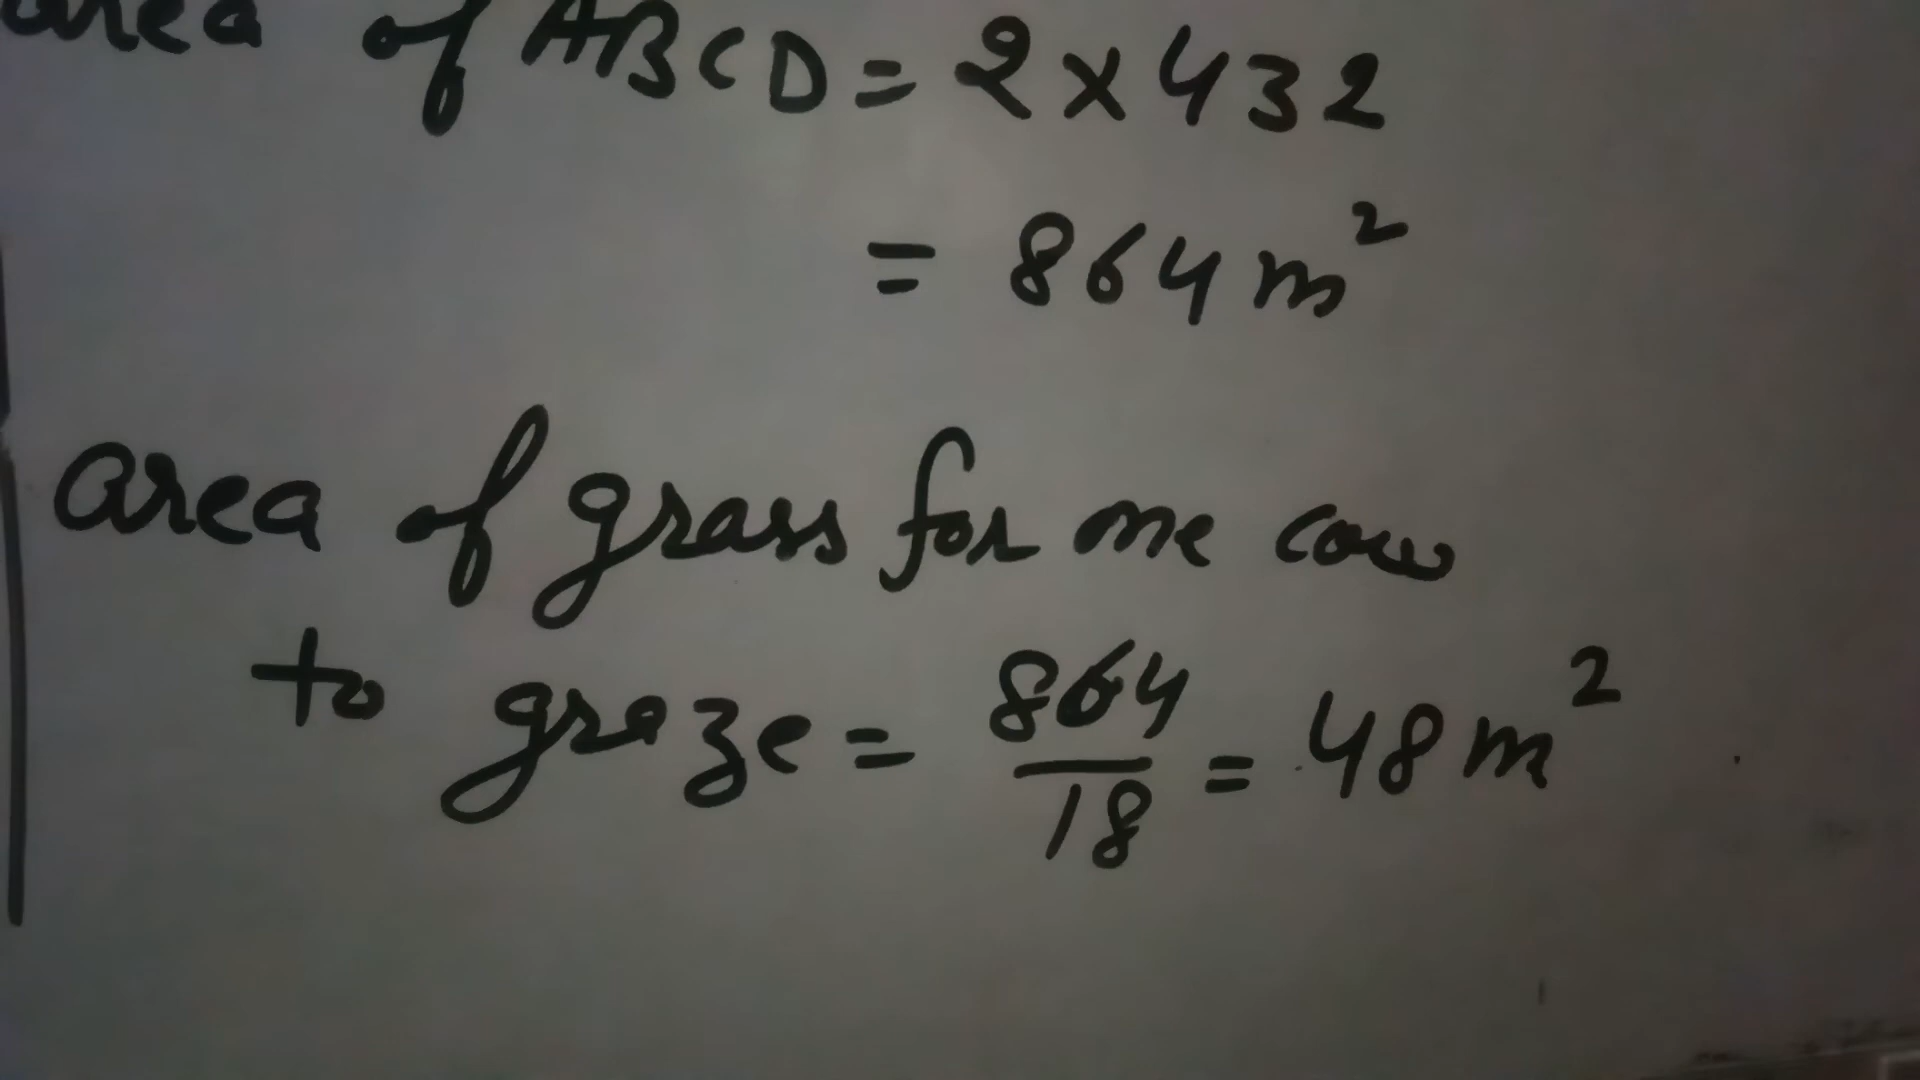 area of ABCD = 2 × 432
= 864 m²
area of grass for one cow
to graze = 864/18 = 48 m²